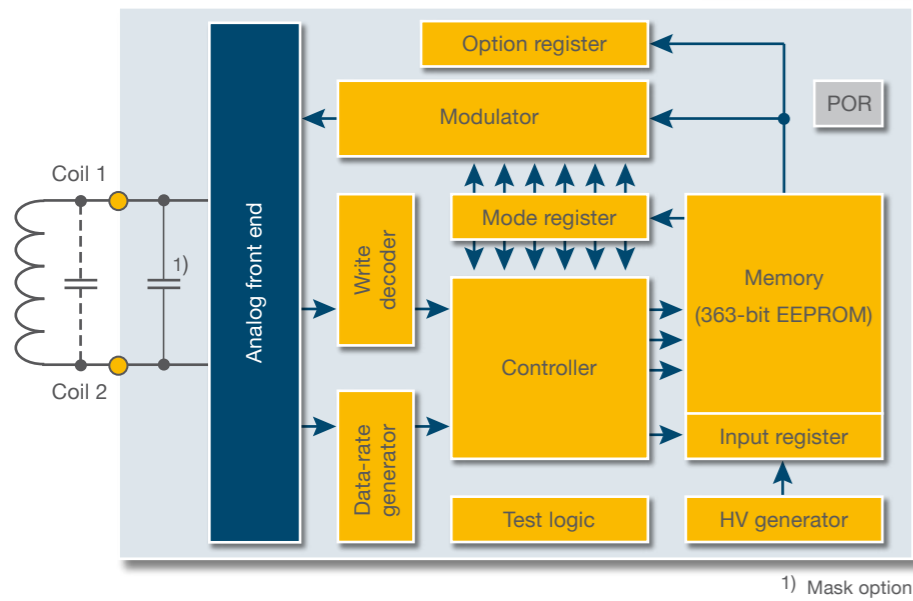 Option register
Modulator
POR
Coil 1
Mode register
1)
Analog front end
Write
decoder
Memory
(363-bit EEPROM)
Controller
Coil 2
Data-rate
generator
Input register
Test logic
HV generator
1) Mask option